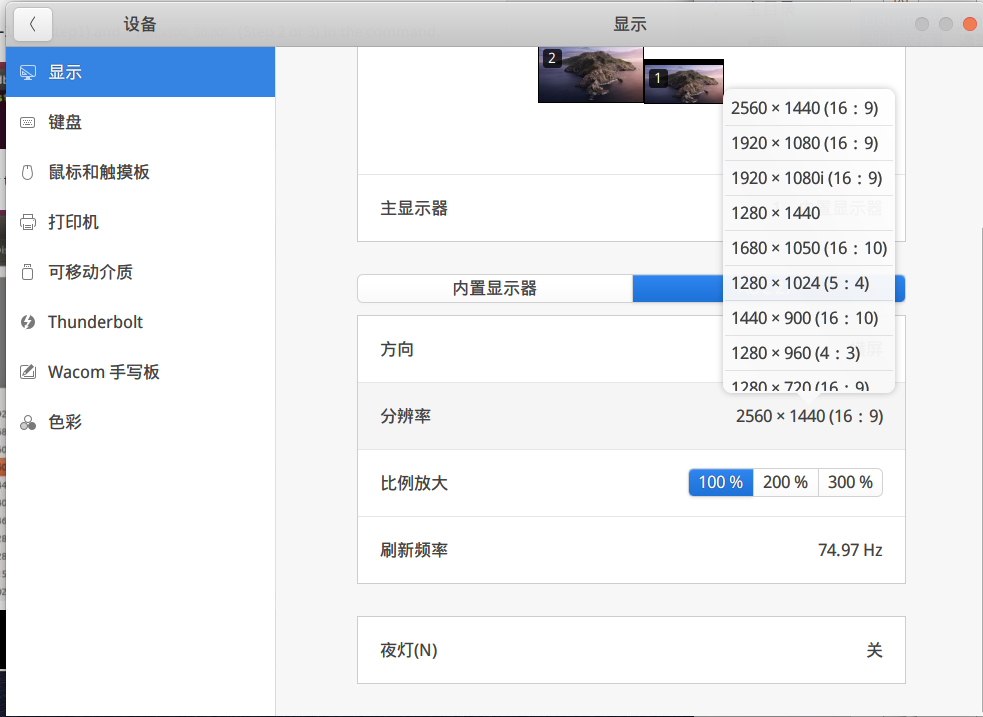 设备
显示
显示
键盘
鼠标和触摸板
打印机
可移动介质
Thunderbolt
Wacom 手写板
色彩
2
1
主显示器
内置显示器
方向
分辨率
2560 × 1440 (16：9)
比例放大
100 %
200 %
300 %
刷新频率
74.97 Hz
夜灯(N)
关
2560 × 1440 (16：9)
1920 × 1080 (16：9)
1920 × 1080i (16：9)
1280 × 1440
1680 × 1050 (16：10)
1280 × 1024 (5：4)
1440 × 900 (16：10)
1280 × 960 (4：3)
1280 × 720 (16：9)